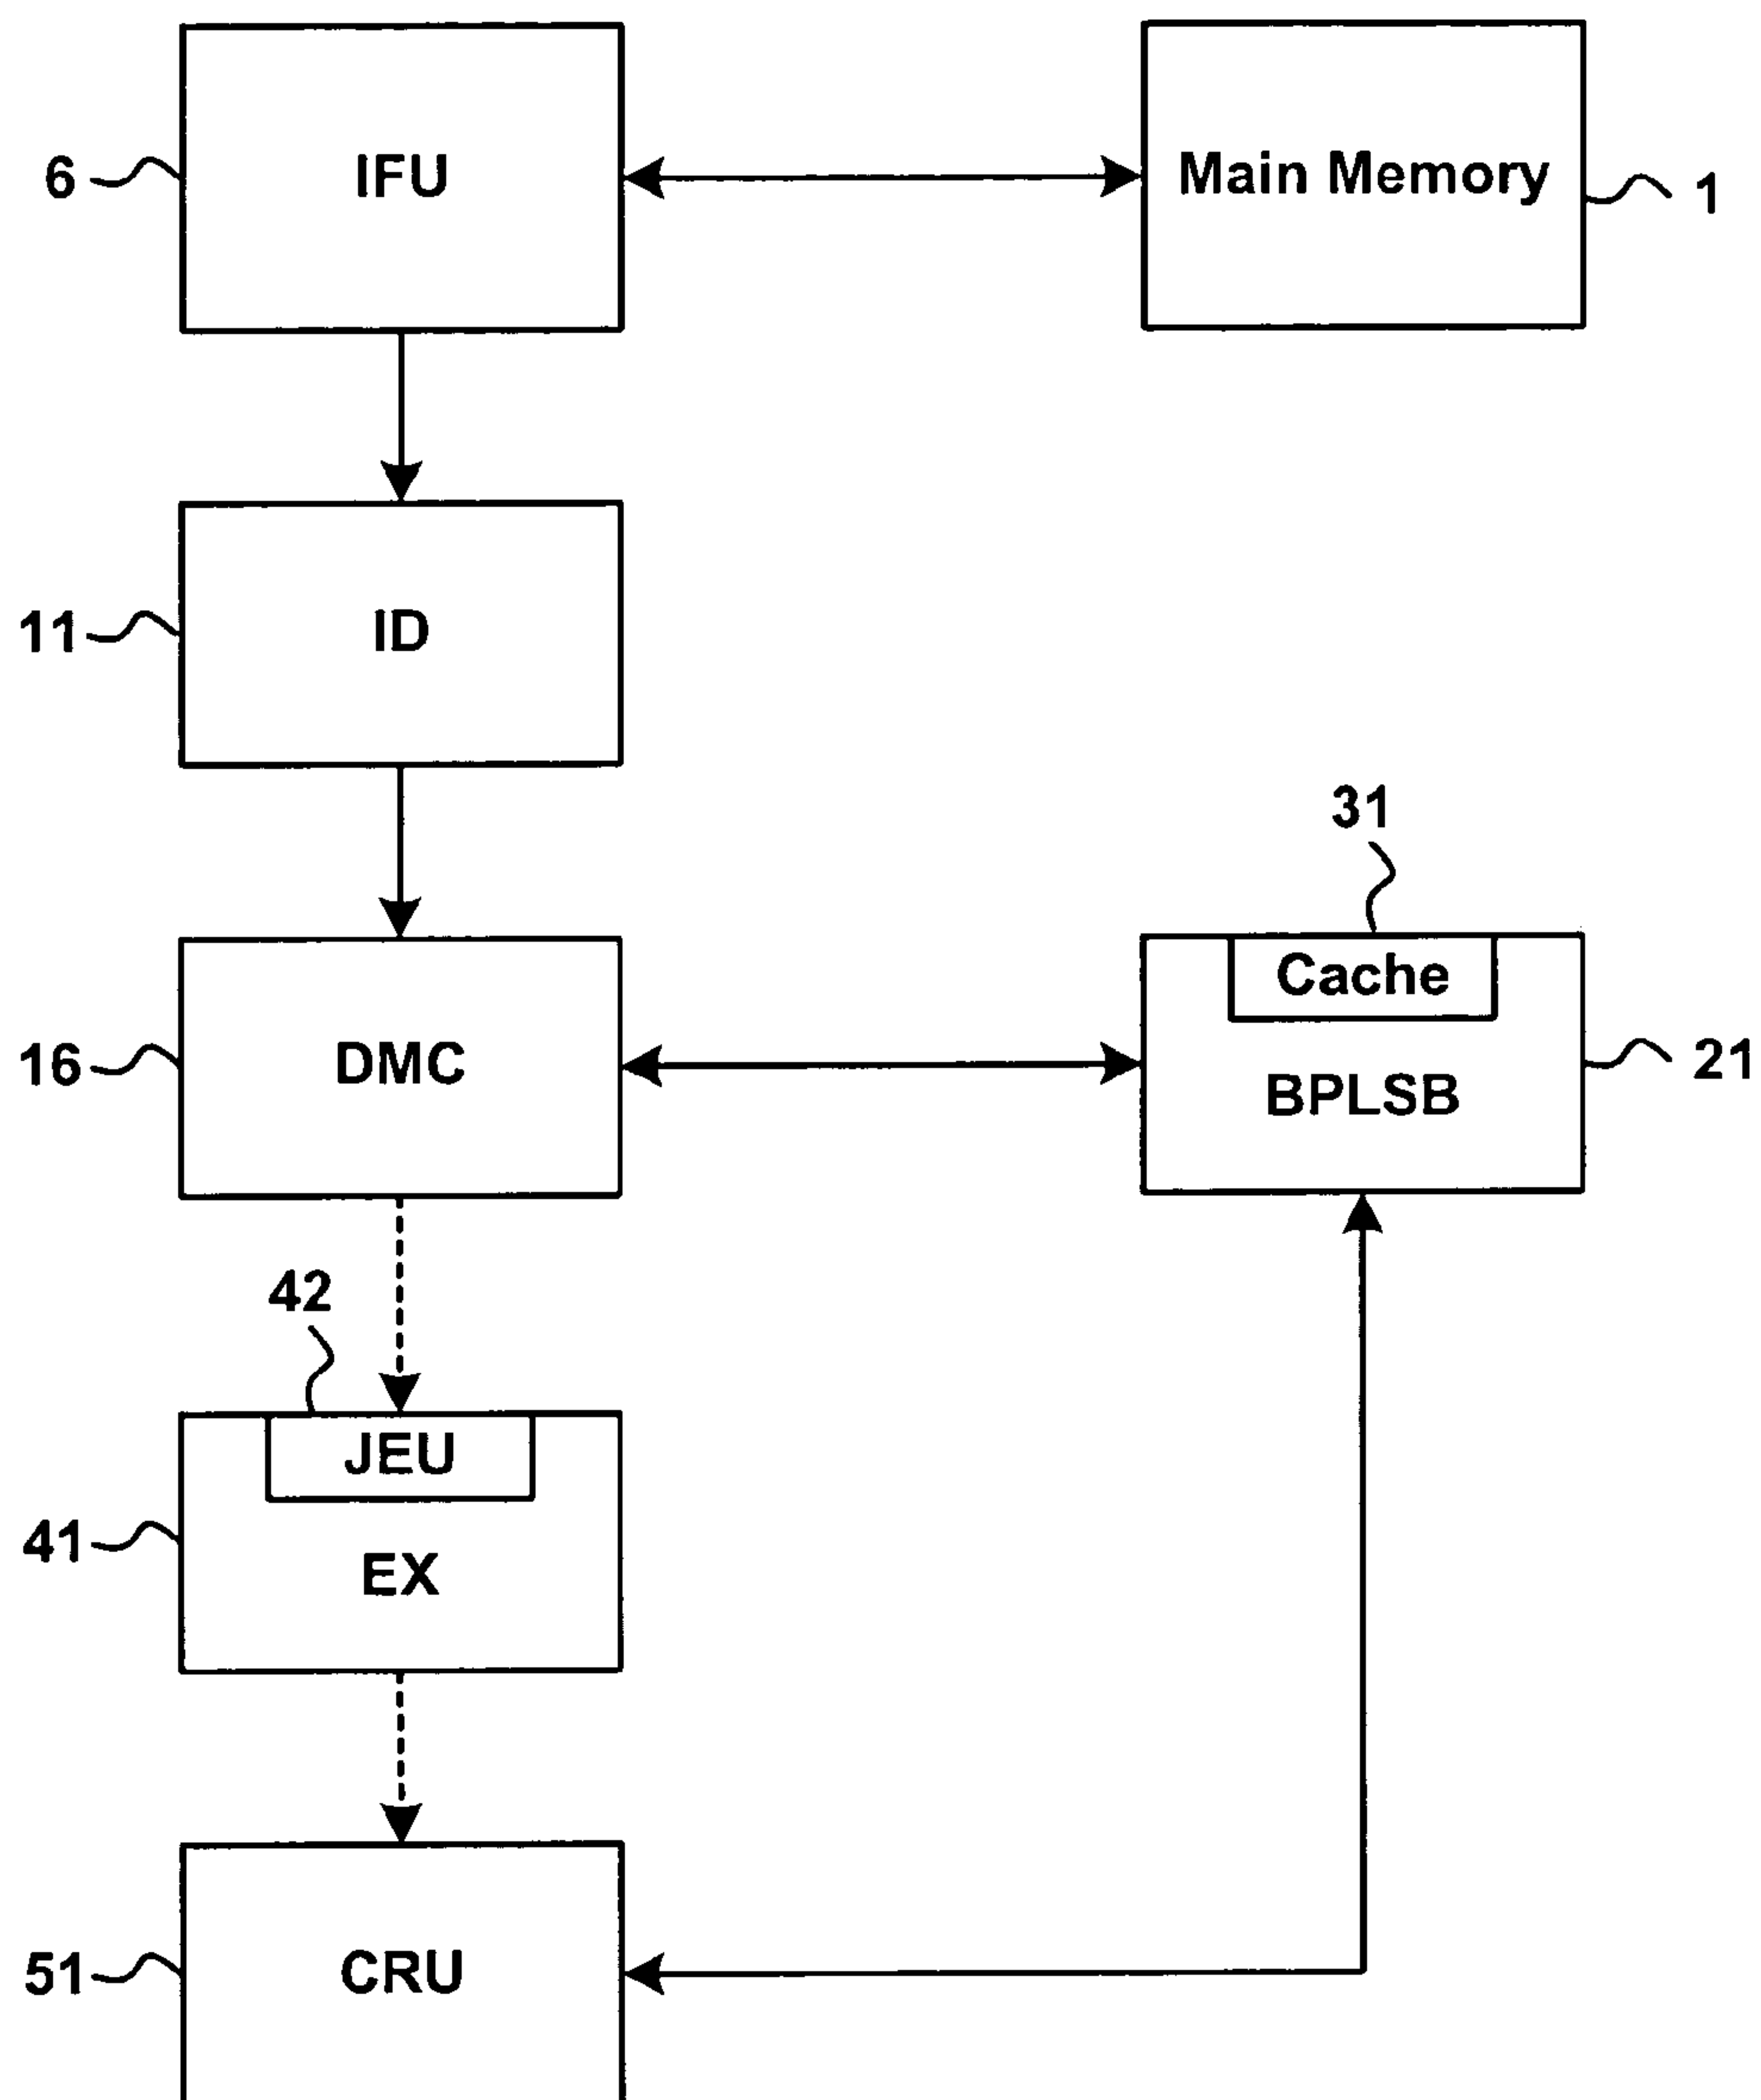 6
IFU
Main Memory
1
11
ID
31
Cache
16
DMC
BPLSB
21
42
JEU
41
EX
51
CRU